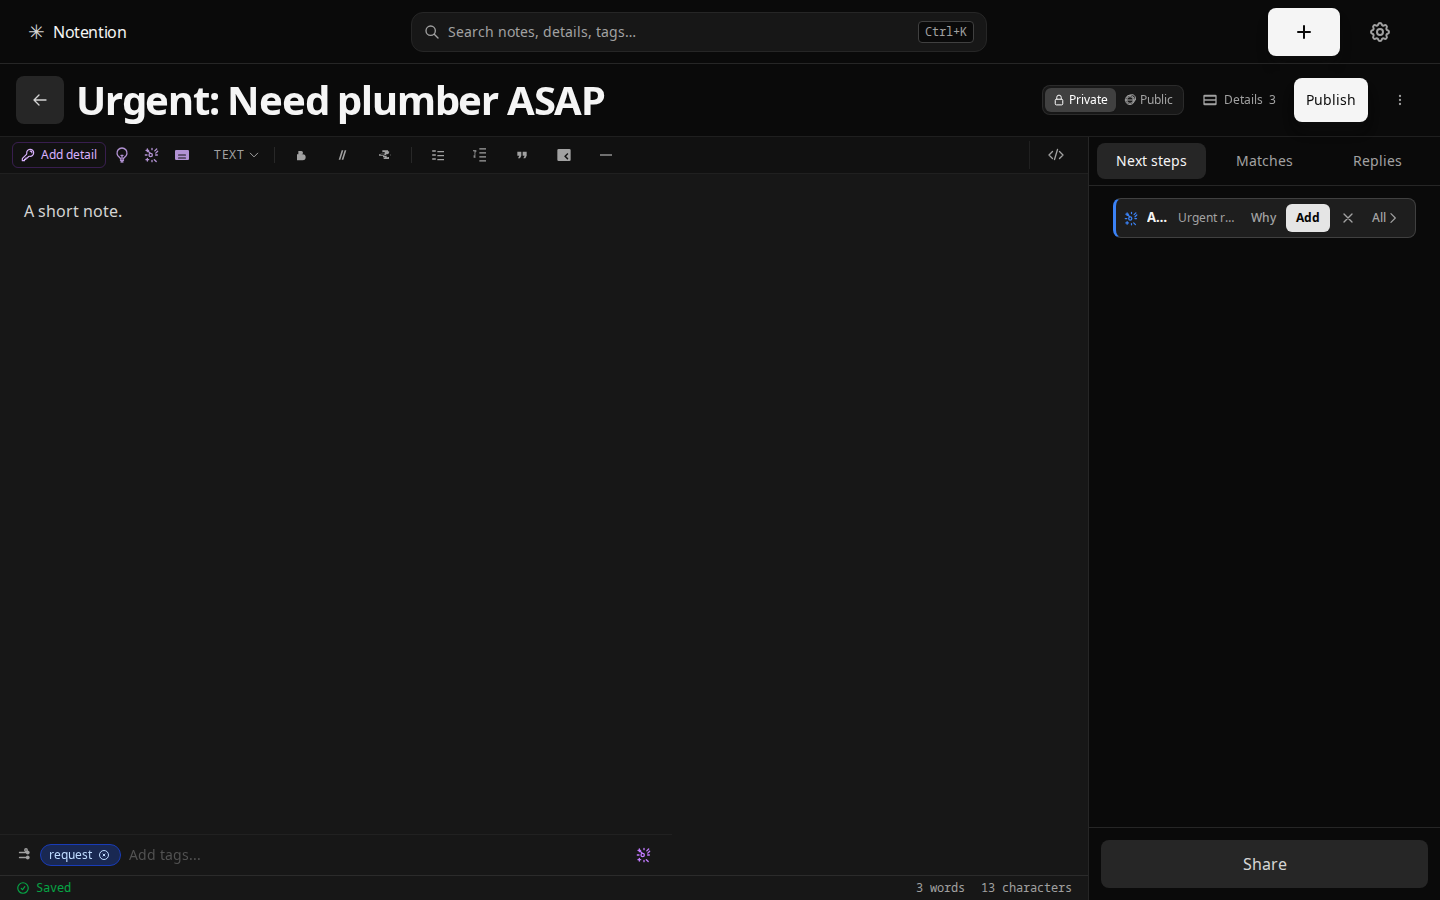 Notention
Search notes, details, tags... Ctrl+K
Urgent: Need plumber ASAP
Private Public Details 3 Publish
Add detail TEXT
Next steps Matches Replies
A short note.
A... Urgent r... Why Add All
request Add tags...
Share
Saved 3 words 13 characters